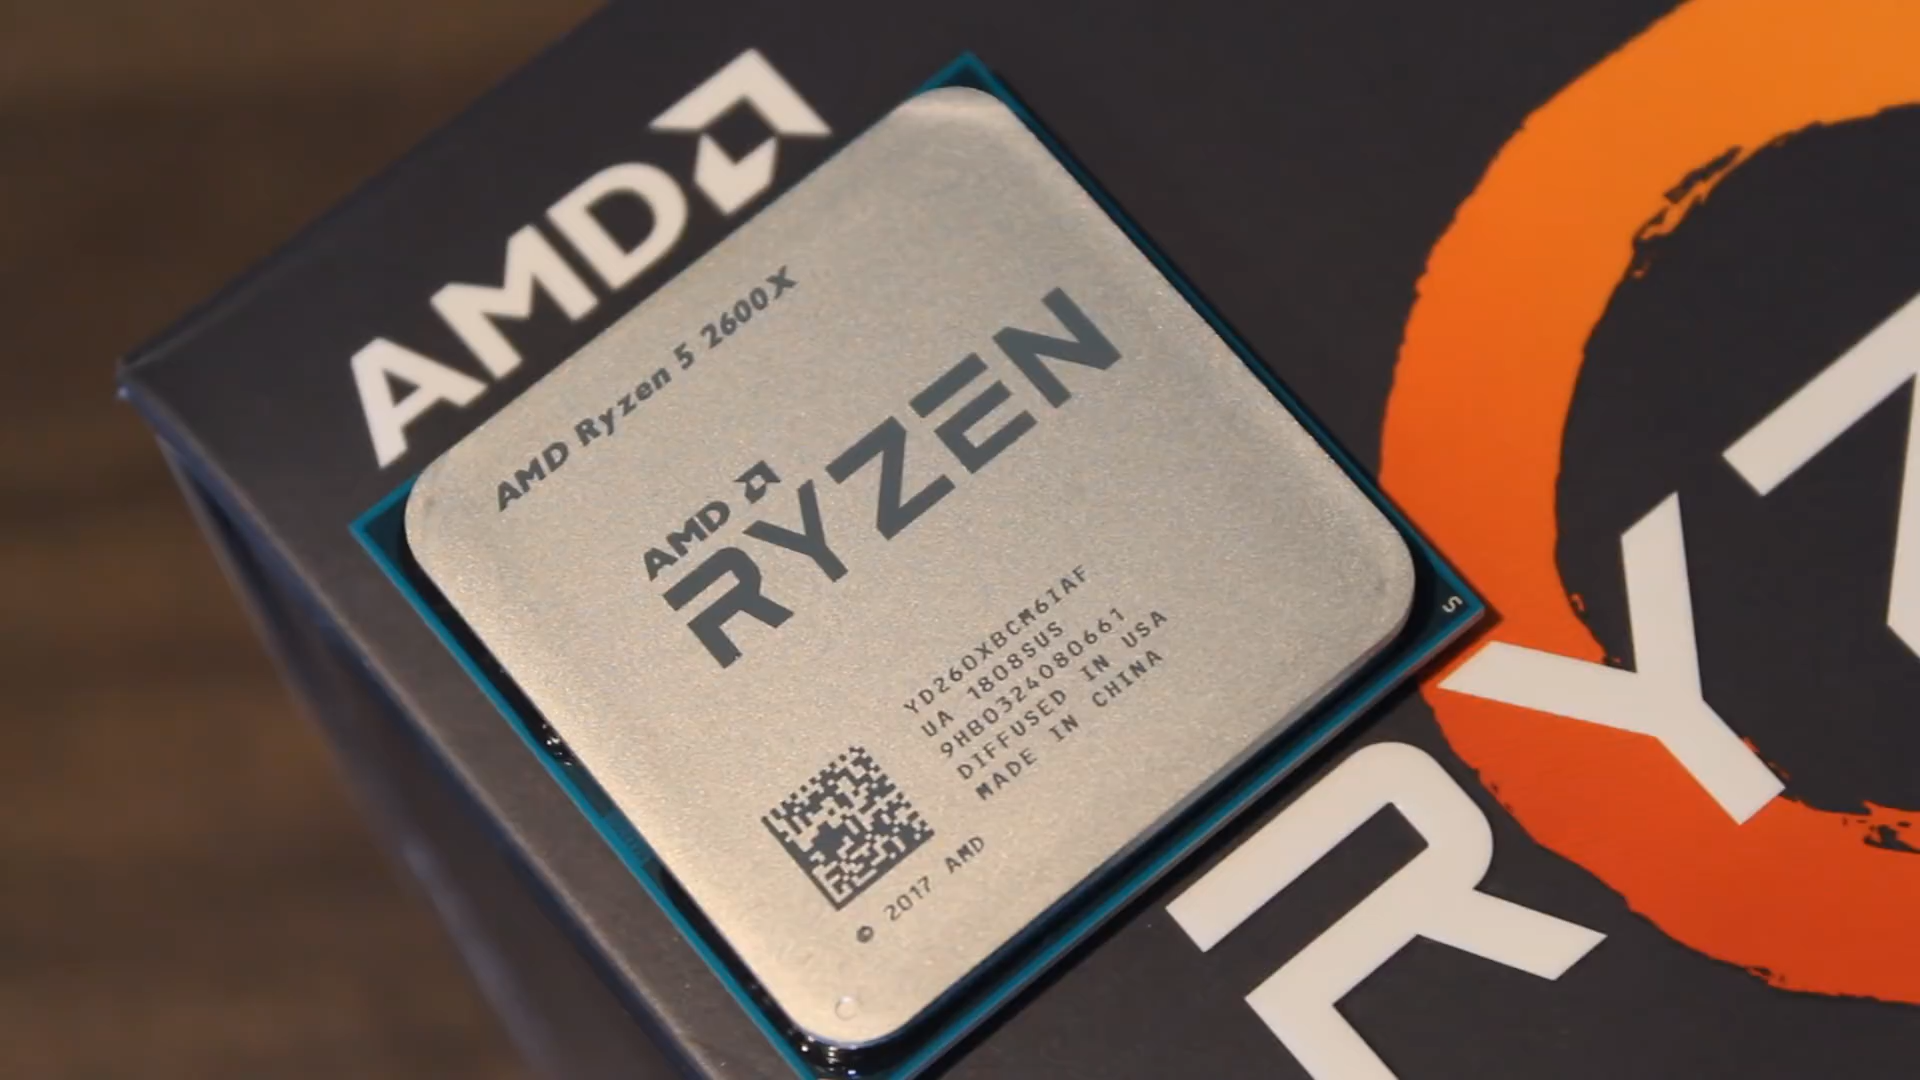 AMD
AMD Ryzen 5 2600X
AMD
RYZEN
YD260XBCM6IAF
UA 1808SUS
9HB0324080661
DIFFUSED IN USA
MADE IN CHINA
© 2017 AMD
RYZ